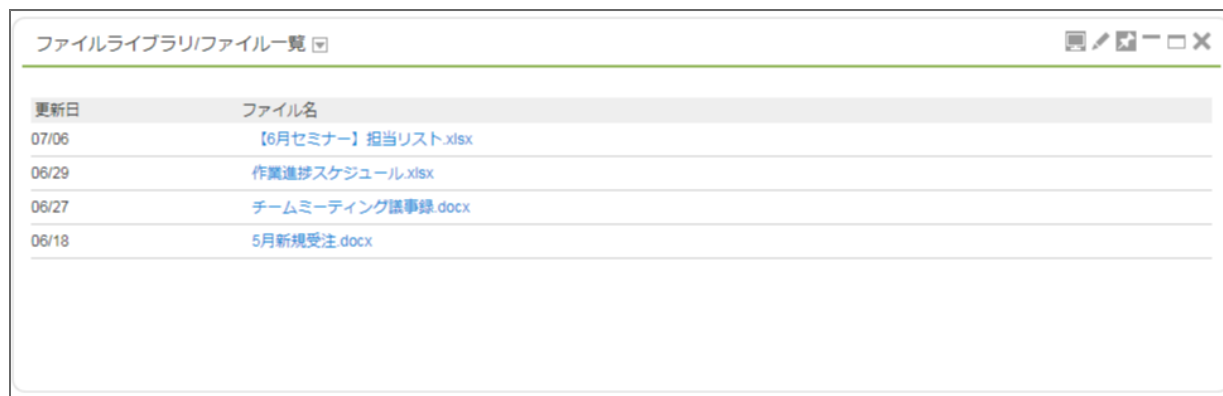 ファイルライブラリ/ファイル一覧
更新日 ファイル名
07/06 【6月セミナー】担当リスト.xlsx
06/29 作業進捗スケジュール.xlsx
06/27 チームミーティング議事録.docx
06/18 5月新規受注.docx